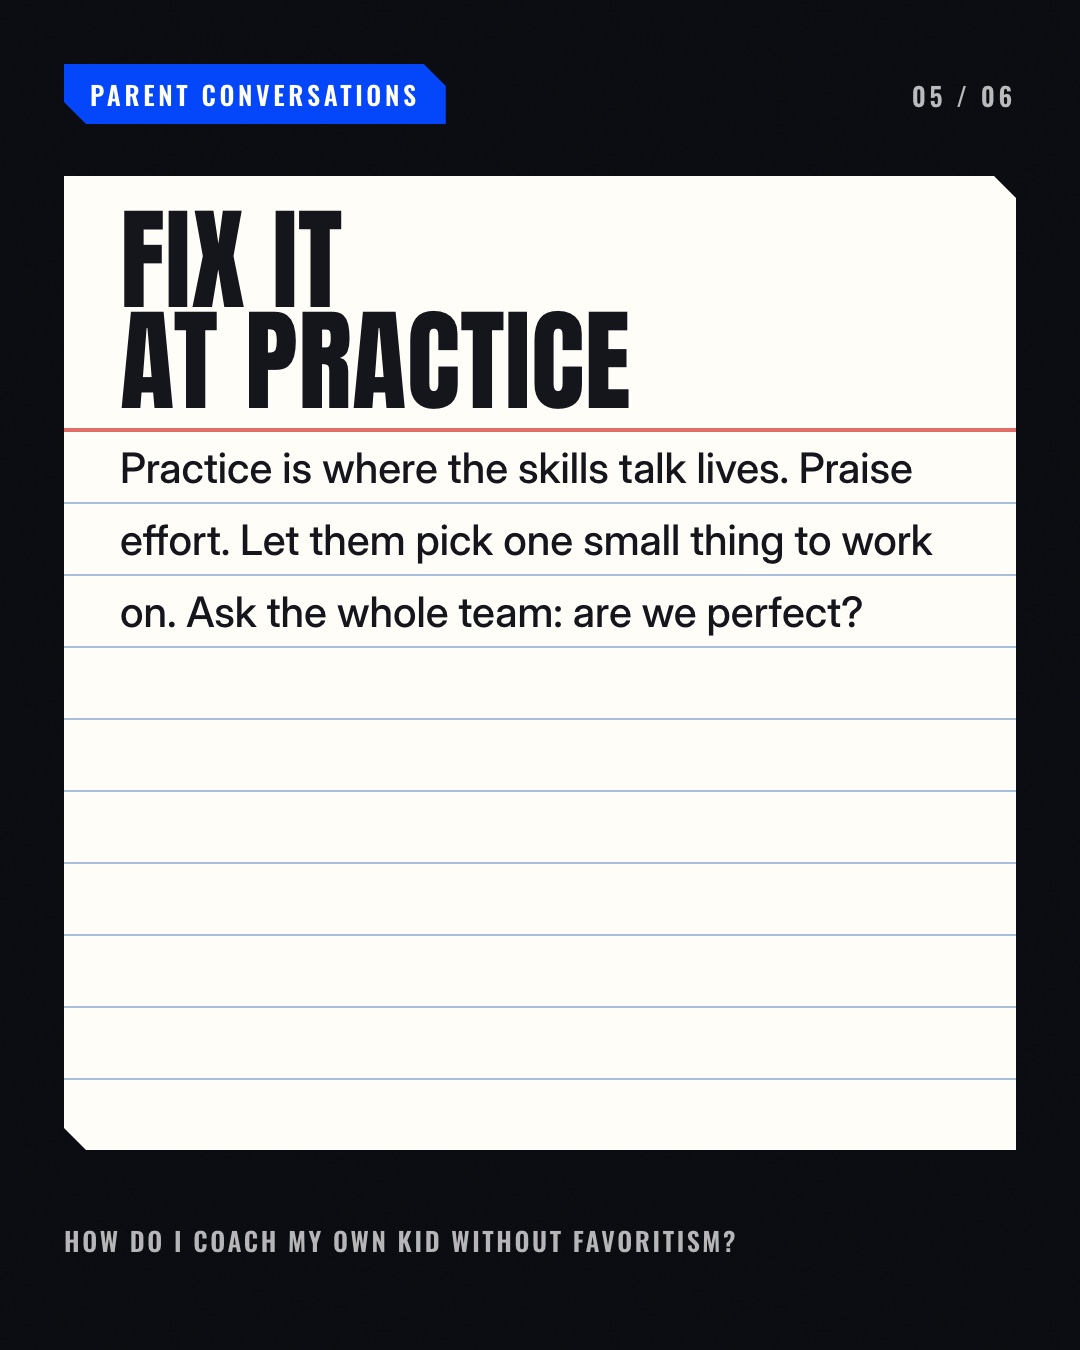 PARENT CONVERSATIONS
05 / 06
FIX IT
AT PRACTICE
Practice is where the skills talk lives. Praise
effort. Let them pick one small thing to work
on. Ask the whole team: are we perfect?
HOW DO I COACH MY OWN KID WITHOUT FAVORITISM?